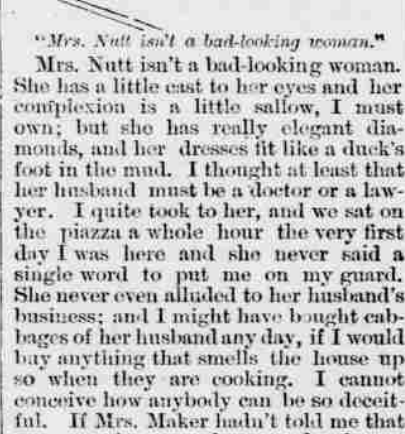 "Mrs. Nutt isn't a bad-looking woman."
Mrs. Nutt isn't a bad-looking woman.
She has a little cast to her eyes and her
complexion is a little sallow, I must
own; but she has really elegant dia-
monds, and her dresses fit like a duck's
foot in the mud. I thought at least that
her husband must be a doctor or a law-
yer. I quite took to her, and we sat on
the piazza a whole hour the very first
day I was here and she never said a
single word to put me on my guard.
She never even alluded to her husband's
business; and I might have bought cab-
bages of her husband any day, if I would
buy anything that smells the house up
so when they are cooking. I cannot
conceive how anybody can be so deceit-
ful. If Mrs. Maker hadn't told me that